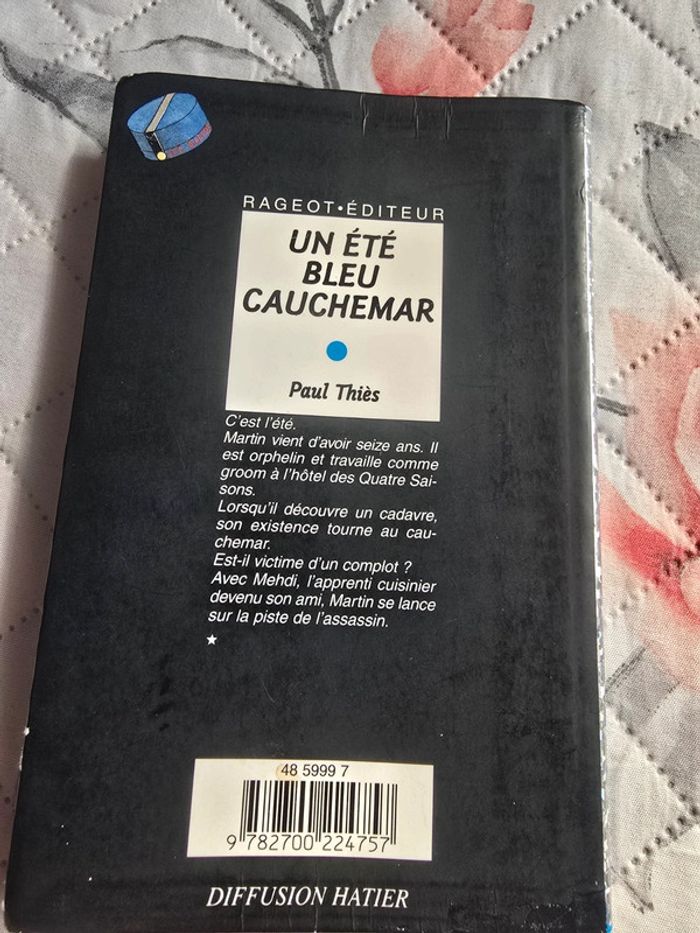 RAGEOT•ÉDITEUR
UN ÉTÉ
BLEU
CAUCHEMAR
Paul Thiès
C'est l'été.
Martin vient d'avoir seize ans. Il
est orphelin et travaille comme
groom à l'hôtel des Quatre Sai-
sons.
Lorsqu'il découvre un cadavre,
son existence tourne au cau-
chemar.
Est-il victime d'un complot ?
Avec Mehdi, l'apprenti cuisinier
devenu son ami, Martin se lance
sur la piste de l'assassin.
48 5999 7
9 782700 224757
DIFFUSION HATIER